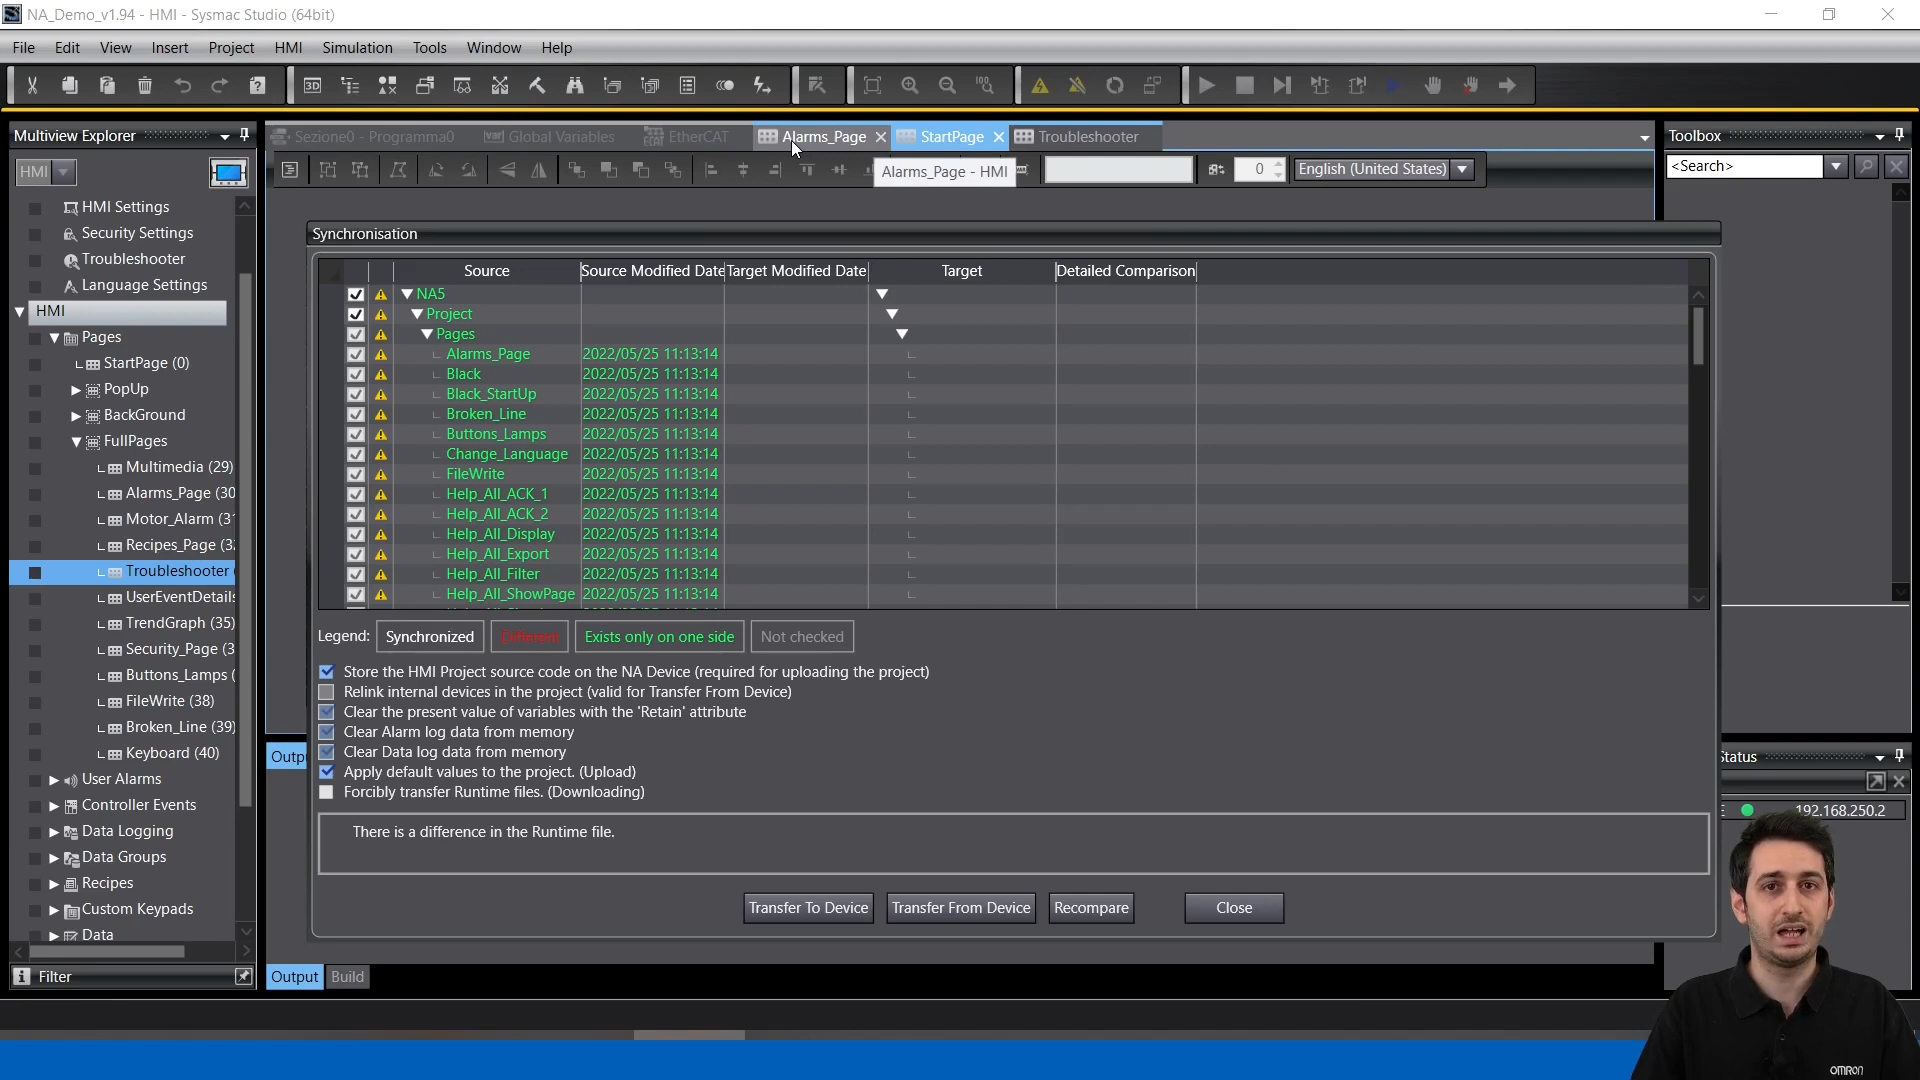 NA_Demo_v1.94 - HMI - Sysmac Studio (64bit)
File Edit View Insert Project HMI Simulation Tools Window Help
Multiview Explorer
HMI
HMI Settings
Security Settings
Troubleshooter
Language Settings
HMI
Pages
StartPage (0)
PopUp
BackGround
FullPages
Multimedia (29)
Alarms_Page (30
Motor_Alarm (3
Recipes_Page (3
Troubleshooter
UserEventDetails
TrendGraph (35)
Security_Page (3
Buttons_Lamps (
FileWrite (38)
Broken_Line (39)
Keyboard (40)
User Alarms
Controller Events
Data Logging
Data Groups
Recipes
Custom Keypads
Data
Filter
Sezione0 - Programma0 Global Variables EtherCAT Alarms_Page StartPage Troubleshooter
Alarms_Page - HMI
0 English (United States)
Synchronisation
Source Source Modified Date Target Modified Date Target Detailed Comparison
NA5
Project
Pages
Alarms_Page 2022/05/25 11:13:14
Black 2022/05/25 11:13:14
Black_StartUp 2022/05/25 11:13:14
Broken_Line 2022/05/25 11:13:14
Buttons_Lamps 2022/05/25 11:13:14
Change_Language 2022/05/25 11:13:14
FileWrite 2022/05/25 11:13:14
Help_All_ACK_1 2022/05/25 11:13:14
Help_All_ACK_2 2022/05/25 11:13:14
Help_All_Display 2022/05/25 11:13:14
Help_All_Export 2022/05/25 11:13:14
Help_All_Filter 2022/05/25 11:13:14
Help_All_ShowPage 2022/05/25 11:13:14
Legend: Synchronized Different Exists only on one side Not checked
Store the HMI Project source code on the NA Device (required for uploading the project)
Relink internal devices in the project (valid for Transfer From Device)
Clear the present value of variables with the 'Retain' attribute
Clear Alarm log data from memory
Clear Data log data from memory
Apply default values to the project. (Upload)
Forcibly transfer Runtime files. (Downloading)
There is a difference in the Runtime file.
Transfer To Device Transfer From Device Recompare Close
Outp
Output Build
Toolbox
<Search>
Status
E 192.168.250.2
OMRON